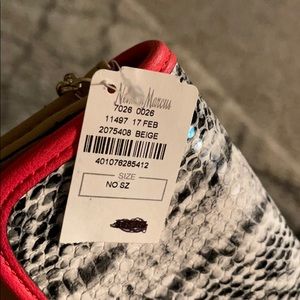 Neiman Marcus
7026 0026
11497 17 FEB
2075408 BEIGE
401076285412
SIZE
NO SZ